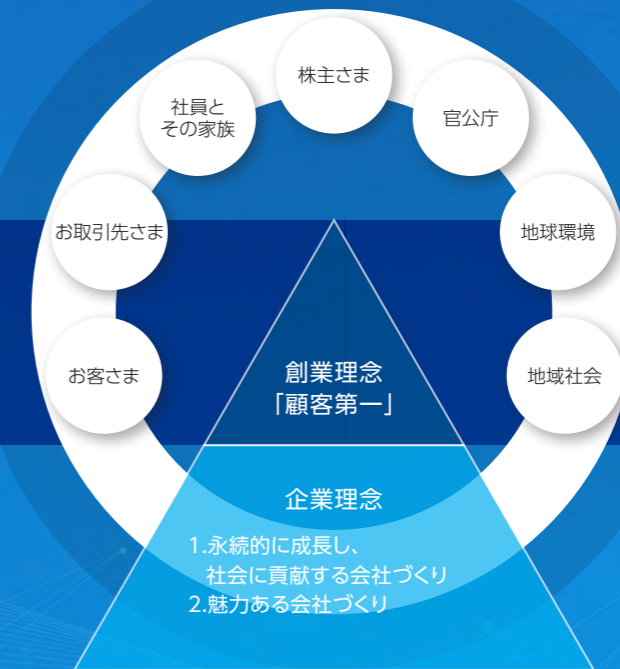 株主さま
社員と
その家族
官公庁
お取引先さま
地球環境
お客さま
地域社会
創業理念
「顧客第一」
企業理念
1.永続的に成長し、
社会に貢献する会社づくり
2.魅力ある会社づくり